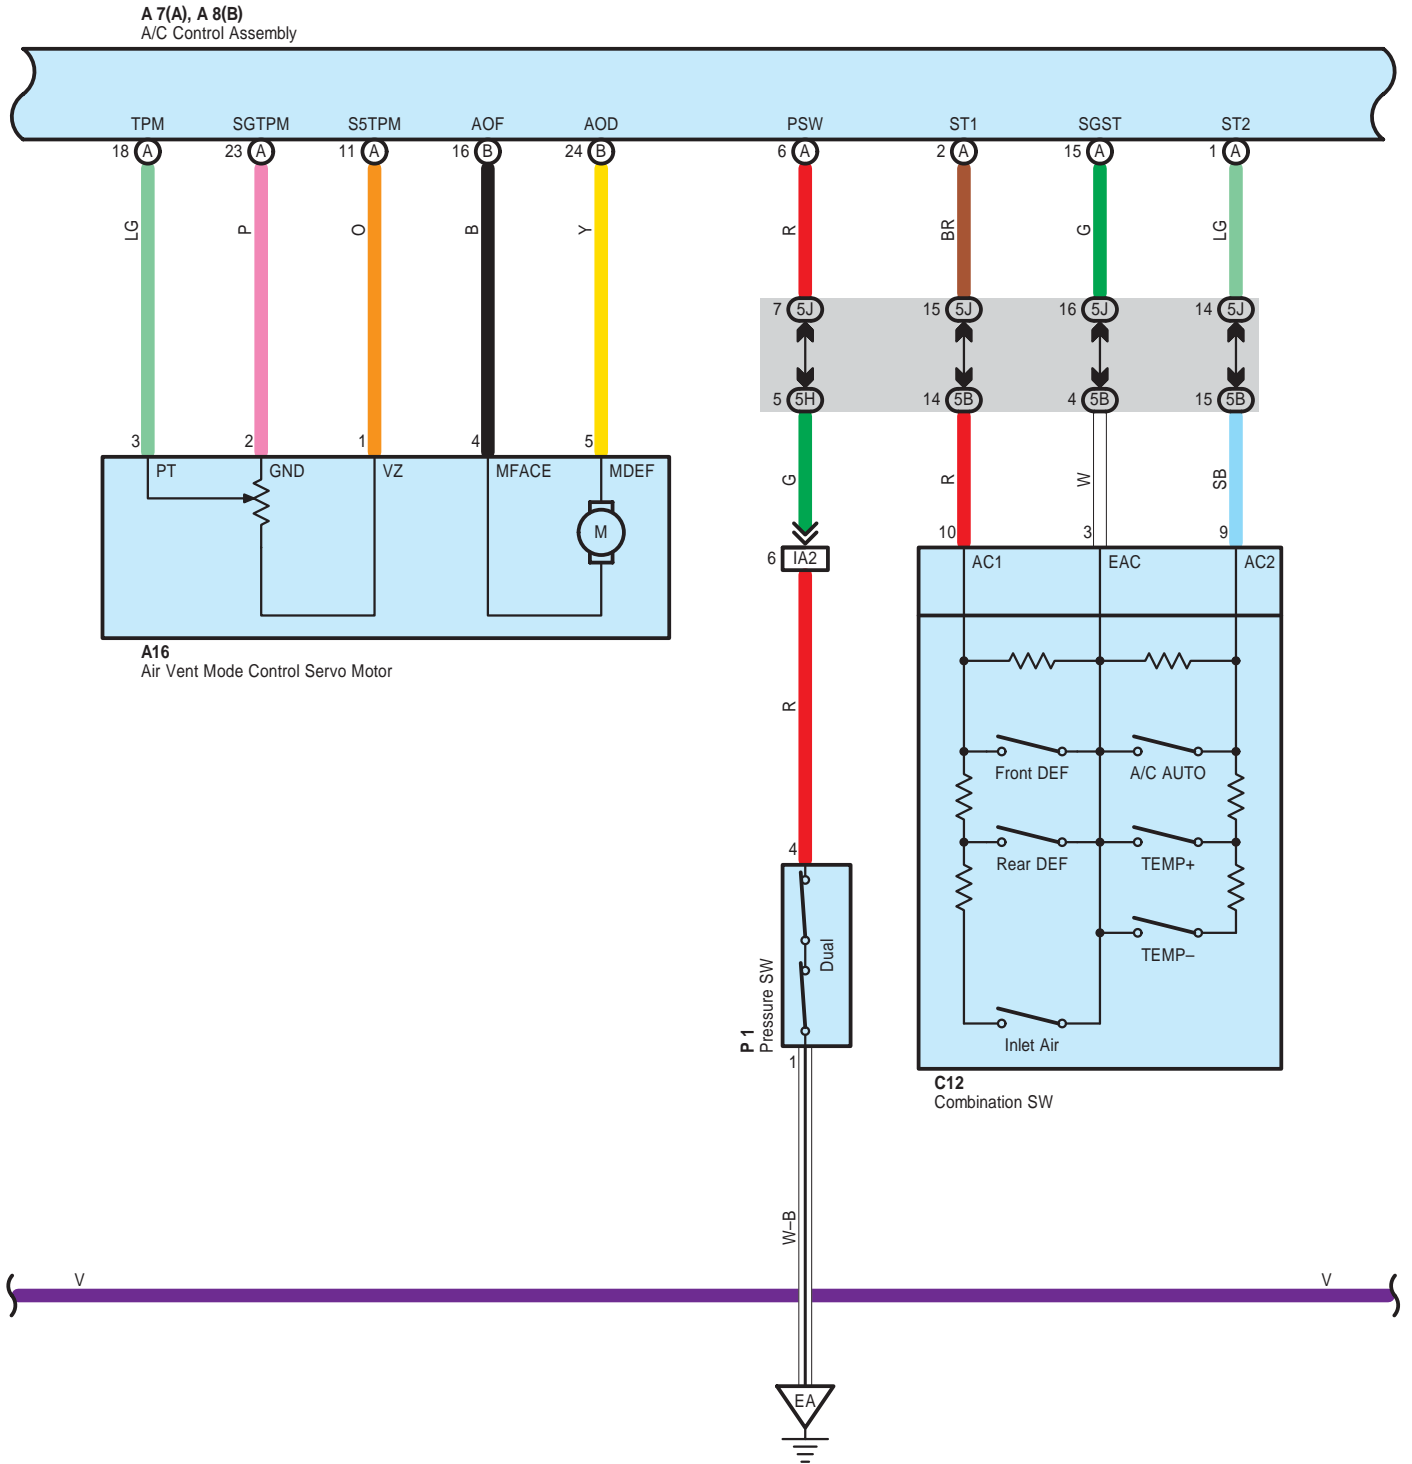 A 7(A), A 8(B)
A/C Control Assembly
TPM SGTPM S5TPM AOF AOD PSW ST1 SGST ST2
18 A 23 A 11 A 16 B 24 B 6 A 2 A 15 A 1 A
LG P O B Y R BR G LG
7 5J 15 5J 16 5J 14 5J
5 5H 14 5B 4 5B 15 5B
3 2 1 4 5
PT GND VZ MFACE MDEF
G R W SB
M
10 3 9
6 IA2
AC1 EAC AC2
A16
Air Vent Mode Control Servo Motor
R
Front DEF A/C AUTO
4
Rear DEF TEMP+
Dual
TEMP–
P 1
Pressure SW
Inlet Air
1
C12
Combination SW
W–B
V V
EA